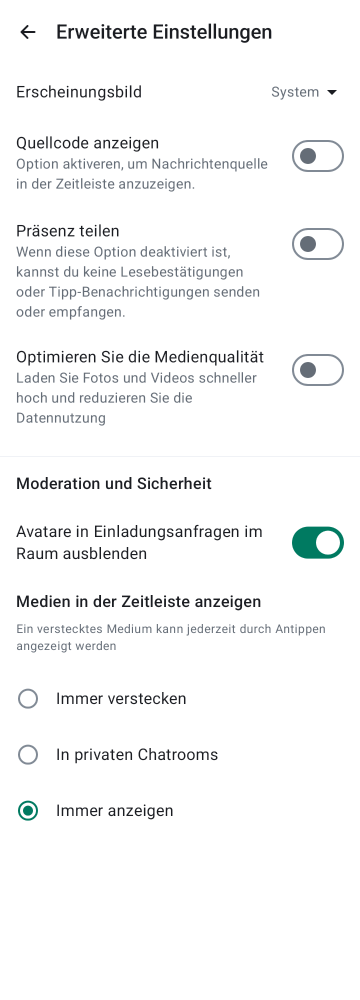 Erweiterte Einstellungen
Erscheinungsbild
System
Quellcode anzeigen
Option aktivieren, um Nachrichtenquelle
in der Zeitleiste anzuzeigen.
Präsenz teilen
Wenn diese Option deaktiviert ist,
kannst du keine Lesebestätigungen
oder Tipp-Benachrichtigungen senden
oder empfangen.
Optimieren Sie die Medienqualität
Laden Sie Fotos und Videos schneller
hoch und reduzieren Sie die
Datennutzung
Moderation und Sicherheit
Avatare in Einladungsanfragen im
Raum ausblenden
Medien in der Zeitleiste anzeigen
Ein verstecktes Medium kann jederzeit durch Antippen
angezeigt werden
Immer verstecken
In privaten Chatrooms
Immer anzeigen